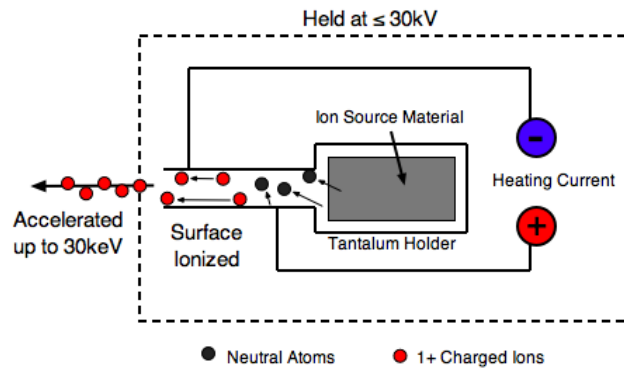 Held at ≤ 30kV
Ion Source Material
-
Heating Current
+
Accelerated
up to 30keV
Surface
Ionized
Tantalum Holder
Neutral Atoms
1+ Charged Ions